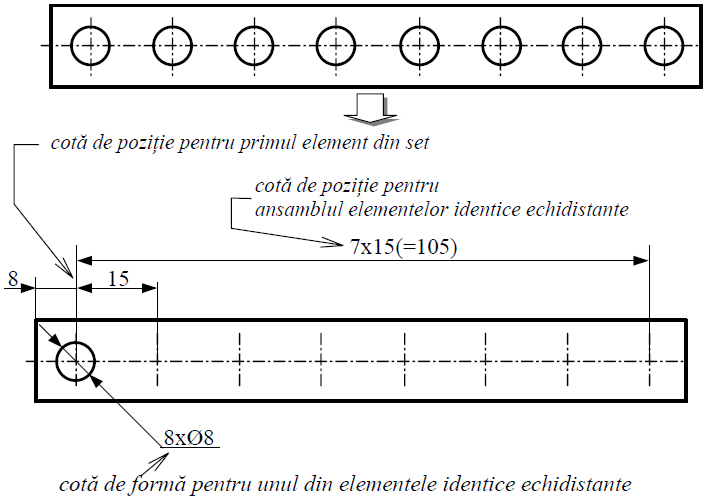 cotă de poziție pentru primul element din set
cotă de poziție pentru
ansamblul elementelor identice echidistante
7x15(=105)
8
15
8xØ8
cotă de formă pentru unul din elementele identice echidistante